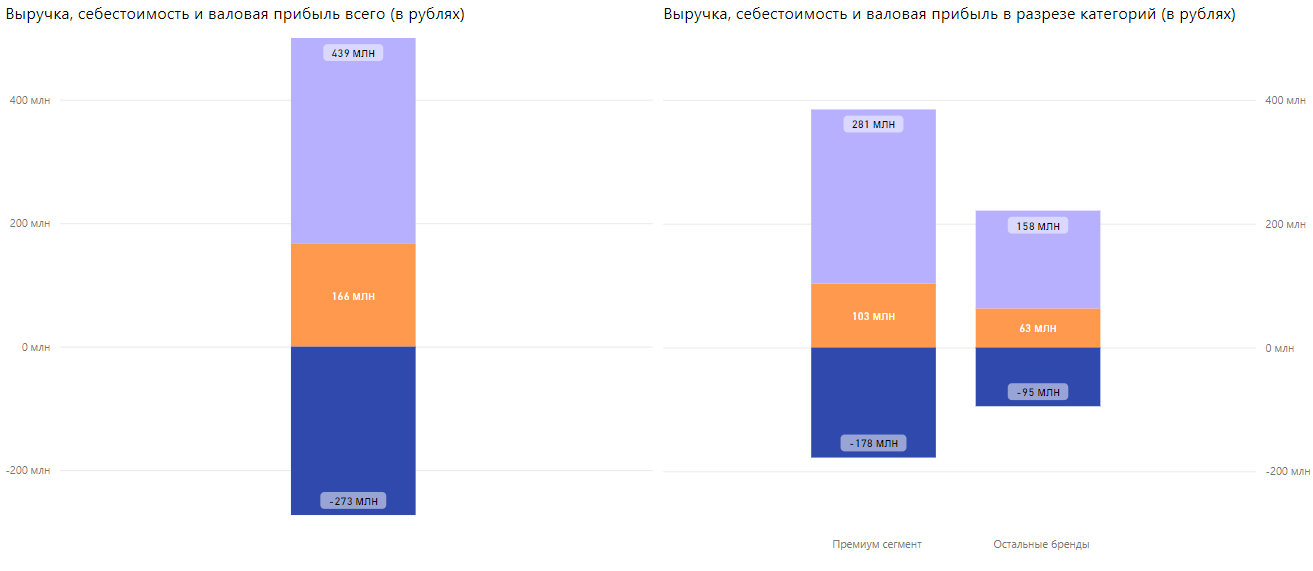 Выручка, себестоимость и валовая прибыль всего (в рублях)
439 МЛН
400 млн
200 млн
166 МЛН
0 млн
-200 млн
-273 МЛН
Выручка, себестоимость и валовая прибыль в разрезе категорий (в рублях)
400 млн
281 МЛН
200 млн
158 МЛН
103 МЛН
63 МЛН
0 млн
-95 МЛН
-178 МЛН
-200 млн
Премиум сегмент
Остальные бренды